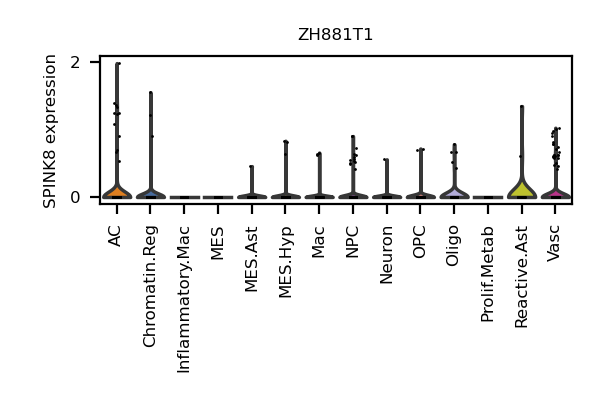 ZH881T1
SPINK8 expression
2
0
AC
Chromatin.Reg
Inflammatory.Mac
MES
MES.Ast
MES.Hyp
Mac
NPC
Neuron
OPC
Oligo
Prolif.Metab
Reactive.Ast
Vasc